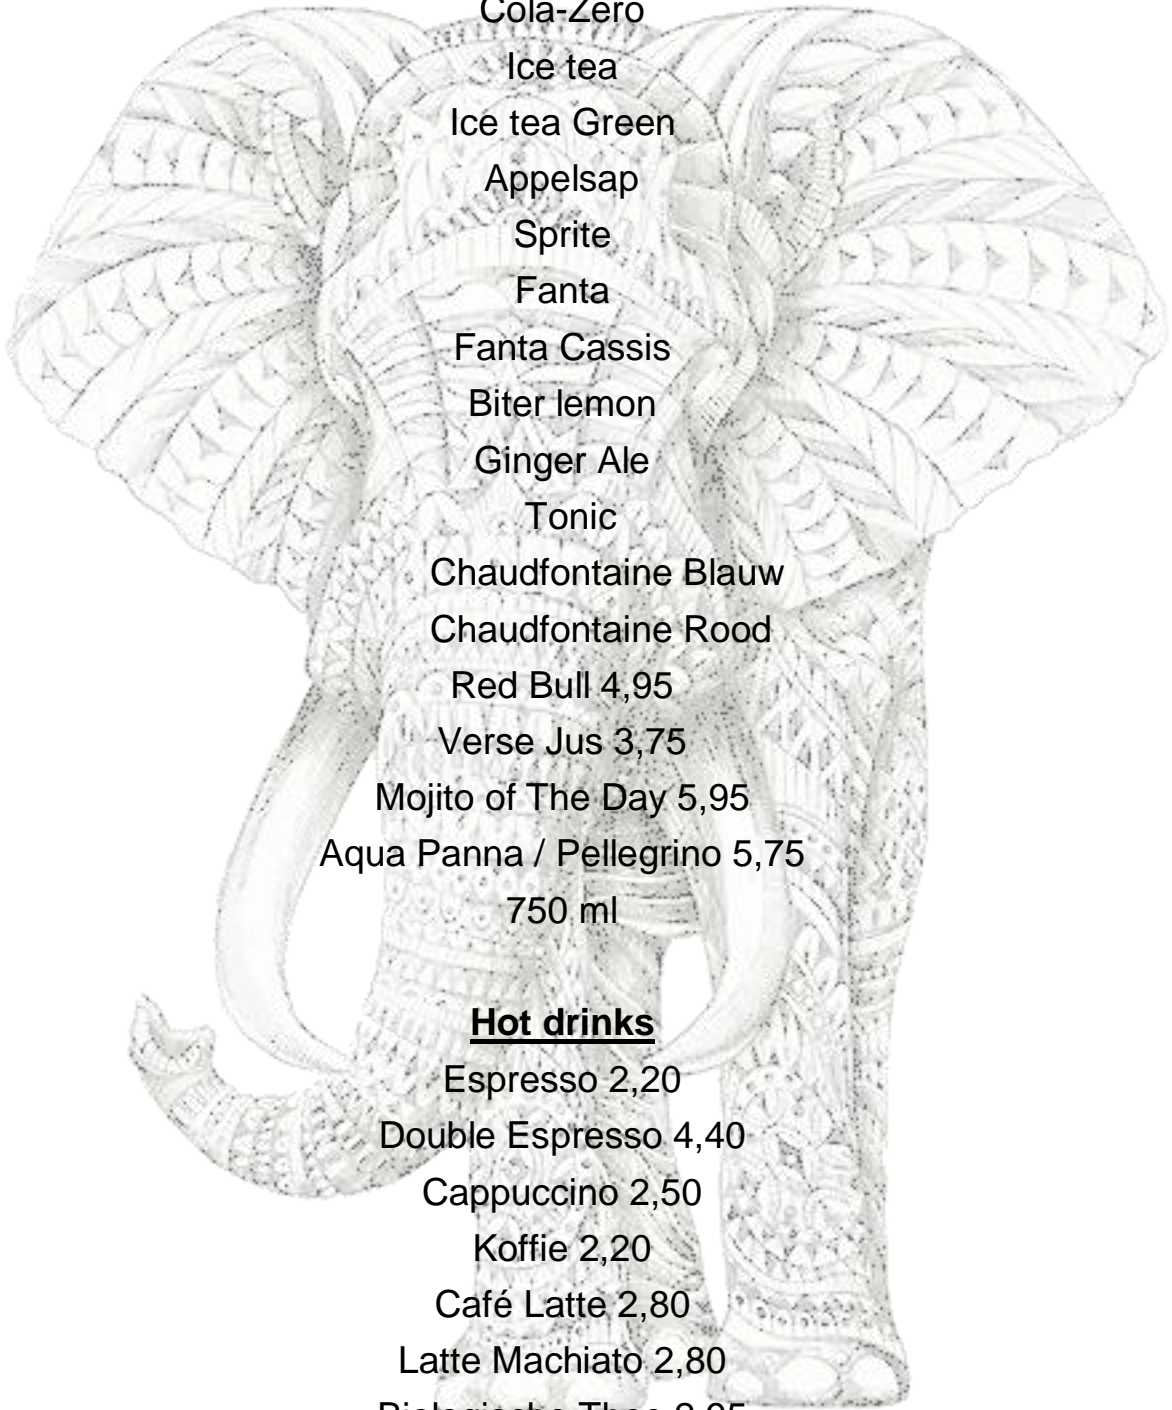 Cola-Zero
Ice tea
Ice tea Green
Appelsap
Sprite
Fanta
Fanta Cassis
Biter lemon
Ginger Ale
Tonic
Chaudfontaine Blauw
Chaudfontaine Rood
Red Bull 4,95
Verse Jus 3,75
Mojito of The Day 5,95
Aqua Panna / Pellegrino 5,75
750 ml
Hot drinks
Espresso 2,20
Double Espresso 4,40
Cappuccino 2,50
Koffie 2,20
Café Latte 2,80
Latte Machiato 2,80
Biologische Thee